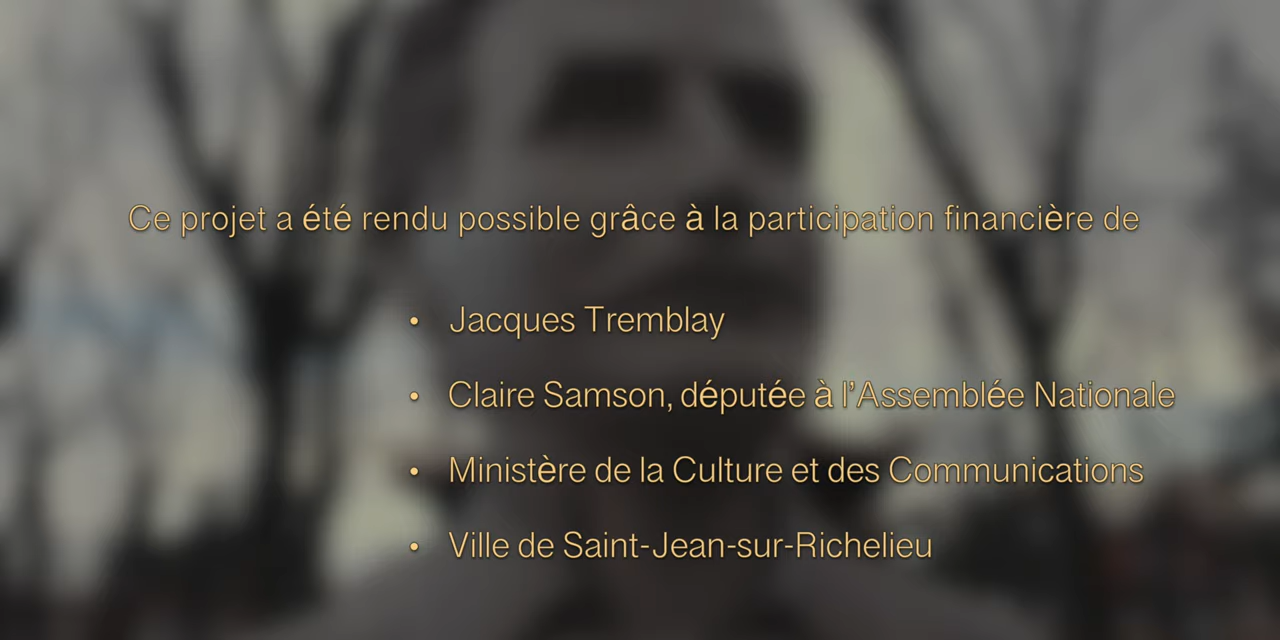 Ce projet a été rendu possible grâce à la participation financière de
• Jacques Tremblay
• Claire Samson, députée à l’Assemblée Nationale
• Ministère de la Culture et des Communications
• Ville de Saint-Jean-sur-Richelieu